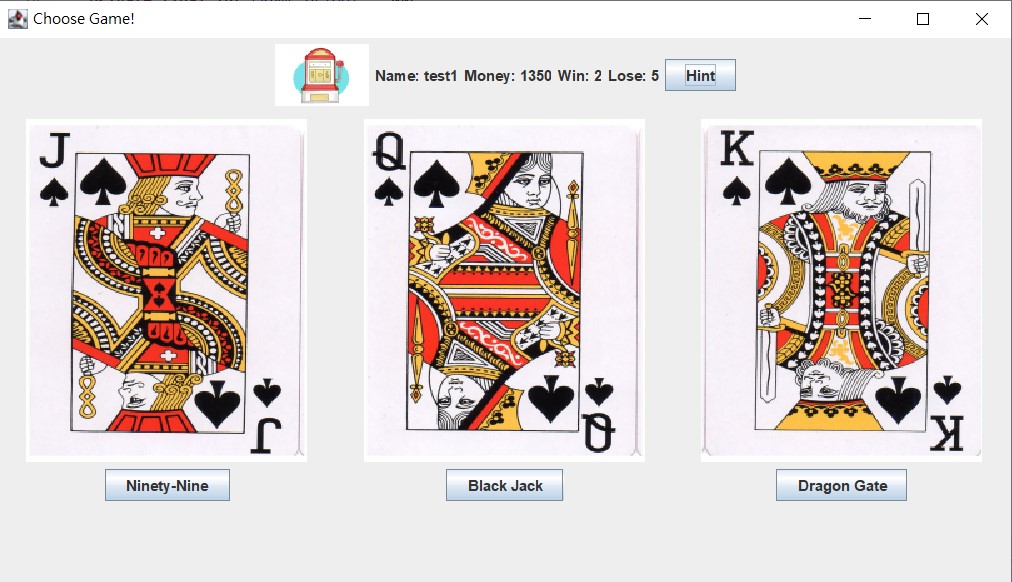 Choose Game!
Name: test1 Money: 1350 Win: 2 Lose: 5 Hint
J Q K
J Q K
Ninety-Nine Black Jack Dragon Gate